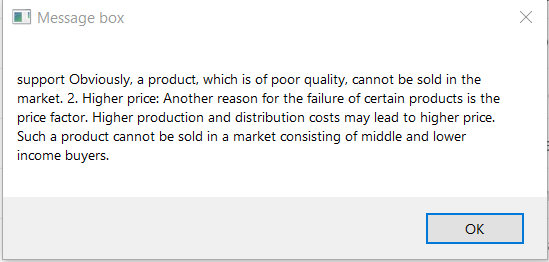 Message box
support Obviously, a product, which is of poor quality, cannot be sold in the
market. 2. Higher price: Another reason for the failure of certain products is the
price factor. Higher production and distribution costs may lead to higher price.
Such a product cannot be sold in a market consisting of middle and lower
income buyers.
OK